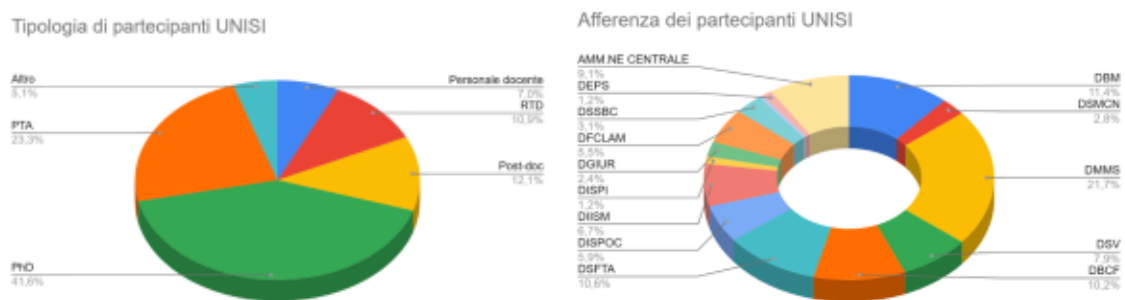 Tipologia di partecipanti UNISI
Altro
5,1%
PTA
23,3%
PhD
41,6%
Personale docente
7,0%
RTD
10,9%
Post-doc
12,1%
Afferenza dei partecipanti UNISI
AMM.NE CENTRALE
9,1%
DEPS
1,2%
DSSBC
3,1%
DFCLAM
5,5%
DGIUR
2,4%
DISPI
1,2%
DIISM
6,7%
DISPOC
5,9%
DSFTA
10,6%
DBM
11,4%
DSMCN
2,8%
DMMS
21,7%
DSV
7,9%
DBCF
10,2%